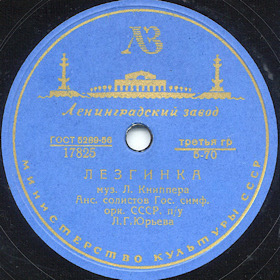 ЛЗ
Ленинградский завод
ГОСТ 5289-56
третья гр
17825
6-70
ЛЕЗГИНКА
муз. Л. Книппера
Анс. солистов Гос. симф.
орк. СССР, п/у
Л.Г.Юрьева
МИНИСТЕРСТВО КУЛЬТУРЫ СССР